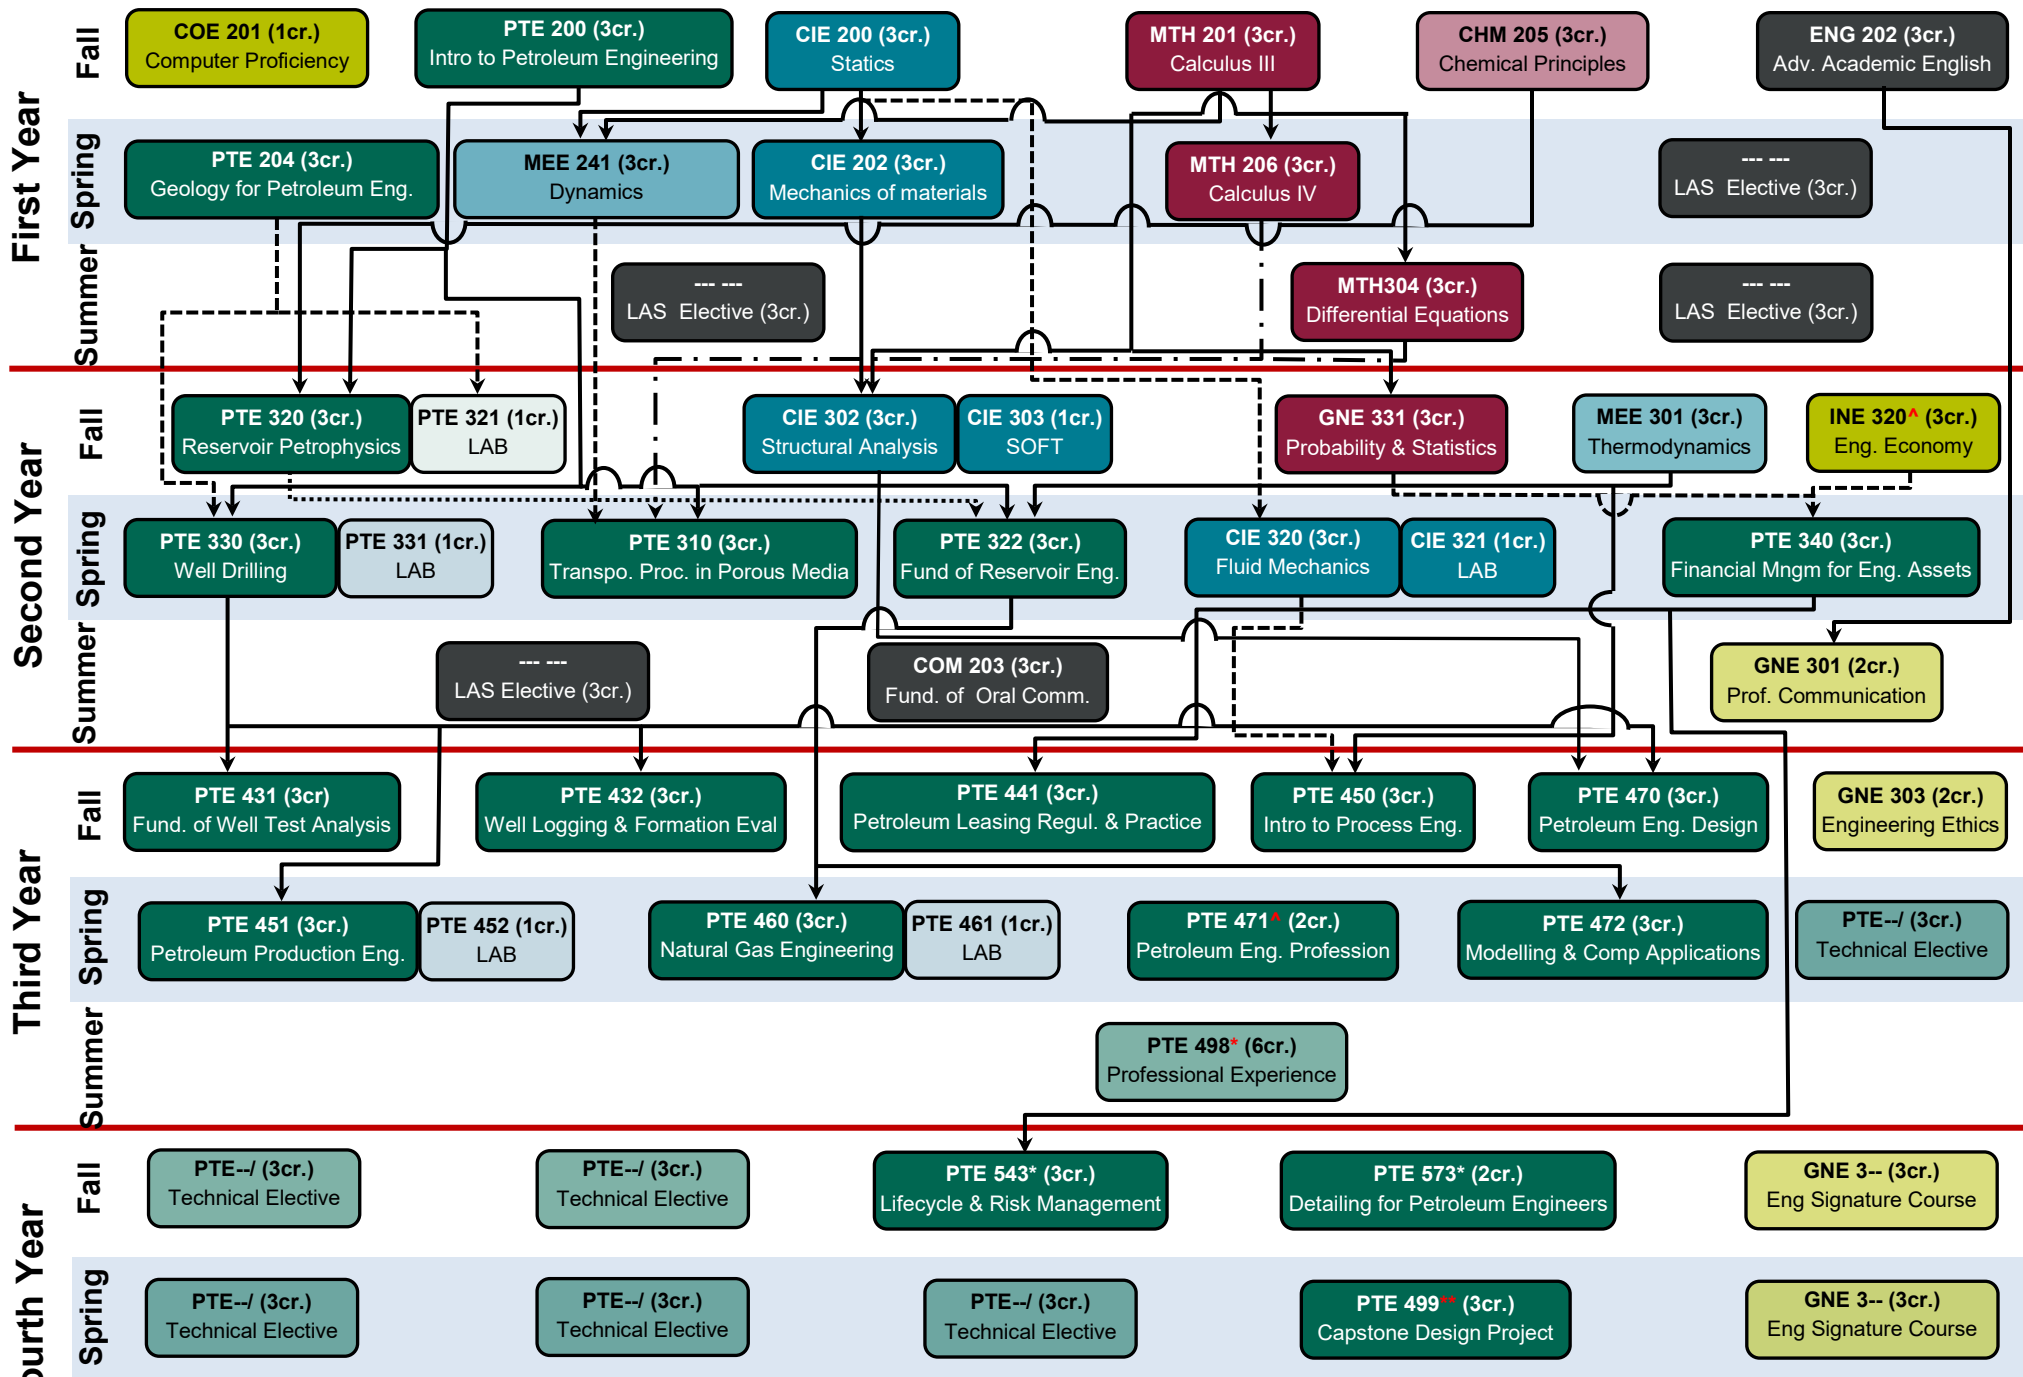 First Year
Fall
COE 201 (1cr.)
Computer Proficiency
PTE 200 (3cr.)
Intro to Petroleum Engineering
CIE 200 (3cr.)
Statics
MTH 201 (3cr.)
Calculus III
CHM 205 (3cr.)
Chemical Principles
ENG 202 (3cr.)
Adv. Academic English
Spring
PTE 204 (3cr.)
Geology for Petroleum Eng.
MEE 241 (3cr.)
Dynamics
CIE 202 (3cr.)
Mechanics of materials
MTH 206 (3cr.)
Calculus IV
--- ---
LAS Elective (3cr.)
Summer
--- ---
LAS Elective (3cr.)
MTH304 (3cr.)
Differential Equations
--- ---
LAS Elective (3cr.)
Second Year
Fall
PTE 320 (3cr.)
Reservoir Petrophysics
PTE 321 (1cr.)
LAB
CIE 302 (3cr.)
Structural Analysis
CIE 303 (1cr.)
SOFT
GNE 331 (3cr.)
Probability & Statistics
MEE 301 (3cr.)
Thermodynamics
INE 320^ (3cr.)
Eng. Economy
Spring
PTE 330 (3cr.)
Well Drilling
PTE 331 (1cr.)
LAB
PTE 310 (3cr.)
Transpo. Proc. in Porous Media
PTE 322 (3cr.)
Fund of Reservoir Eng.
CIE 320 (3cr.)
Fluid Mechanics
CIE 321 (1cr.)
LAB
PTE 340 (3cr.)
Financial Mngm for Eng. Assets
Summer
--- ---
LAS Elective (3cr.)
COM 203 (3cr.)
Fund. of Oral Comm.
GNE 301 (2cr.)
Prof. Communication
Third Year
Fall
PTE 431 (3cr)
Fund. of Well Test Analysis
PTE 432 (3cr.)
Well Logging & Formation Eval
PTE 441 (3cr.)
Petroleum Leasing Regul. & Practice
PTE 450 (3cr.)
Intro to Process Eng.
PTE 470 (3cr.)
Petroleum Eng. Design
GNE 303 (2cr.)
Engineering Ethics
Spring
PTE 451 (3cr.)
Petroleum Production Eng.
PTE 452 (1cr.)
LAB
PTE 460 (3cr.)
Natural Gas Engineering
PTE 461 (1cr.)
LAB
PTE 471^ (2cr.)
Petroleum Eng. Profession
PTE 472 (3cr.)
Modelling & Comp Applications
PTE--/ (3cr.)
Technical Elective
Summer
PTE 498* (6cr.)
Professional Experience
ourth Year
Fall
PTE--/ (3cr.)
Technical Elective
PTE--/ (3cr.)
Technical Elective
PTE 543* (3cr.)
Lifecycle & Risk Management
PTE 573* (2cr.)
Detailing for Petroleum Engineers
GNE 3-- (3cr.)
Eng Signature Course
Spring
PTE--/ (3cr.)
Technical Elective
PTE--/ (3cr.)
Technical Elective
PTE--/ (3cr.)
Technical Elective
PTE 499** (3cr.)
Capstone Design Project
GNE 3-- (3cr.)
Eng Signature Course